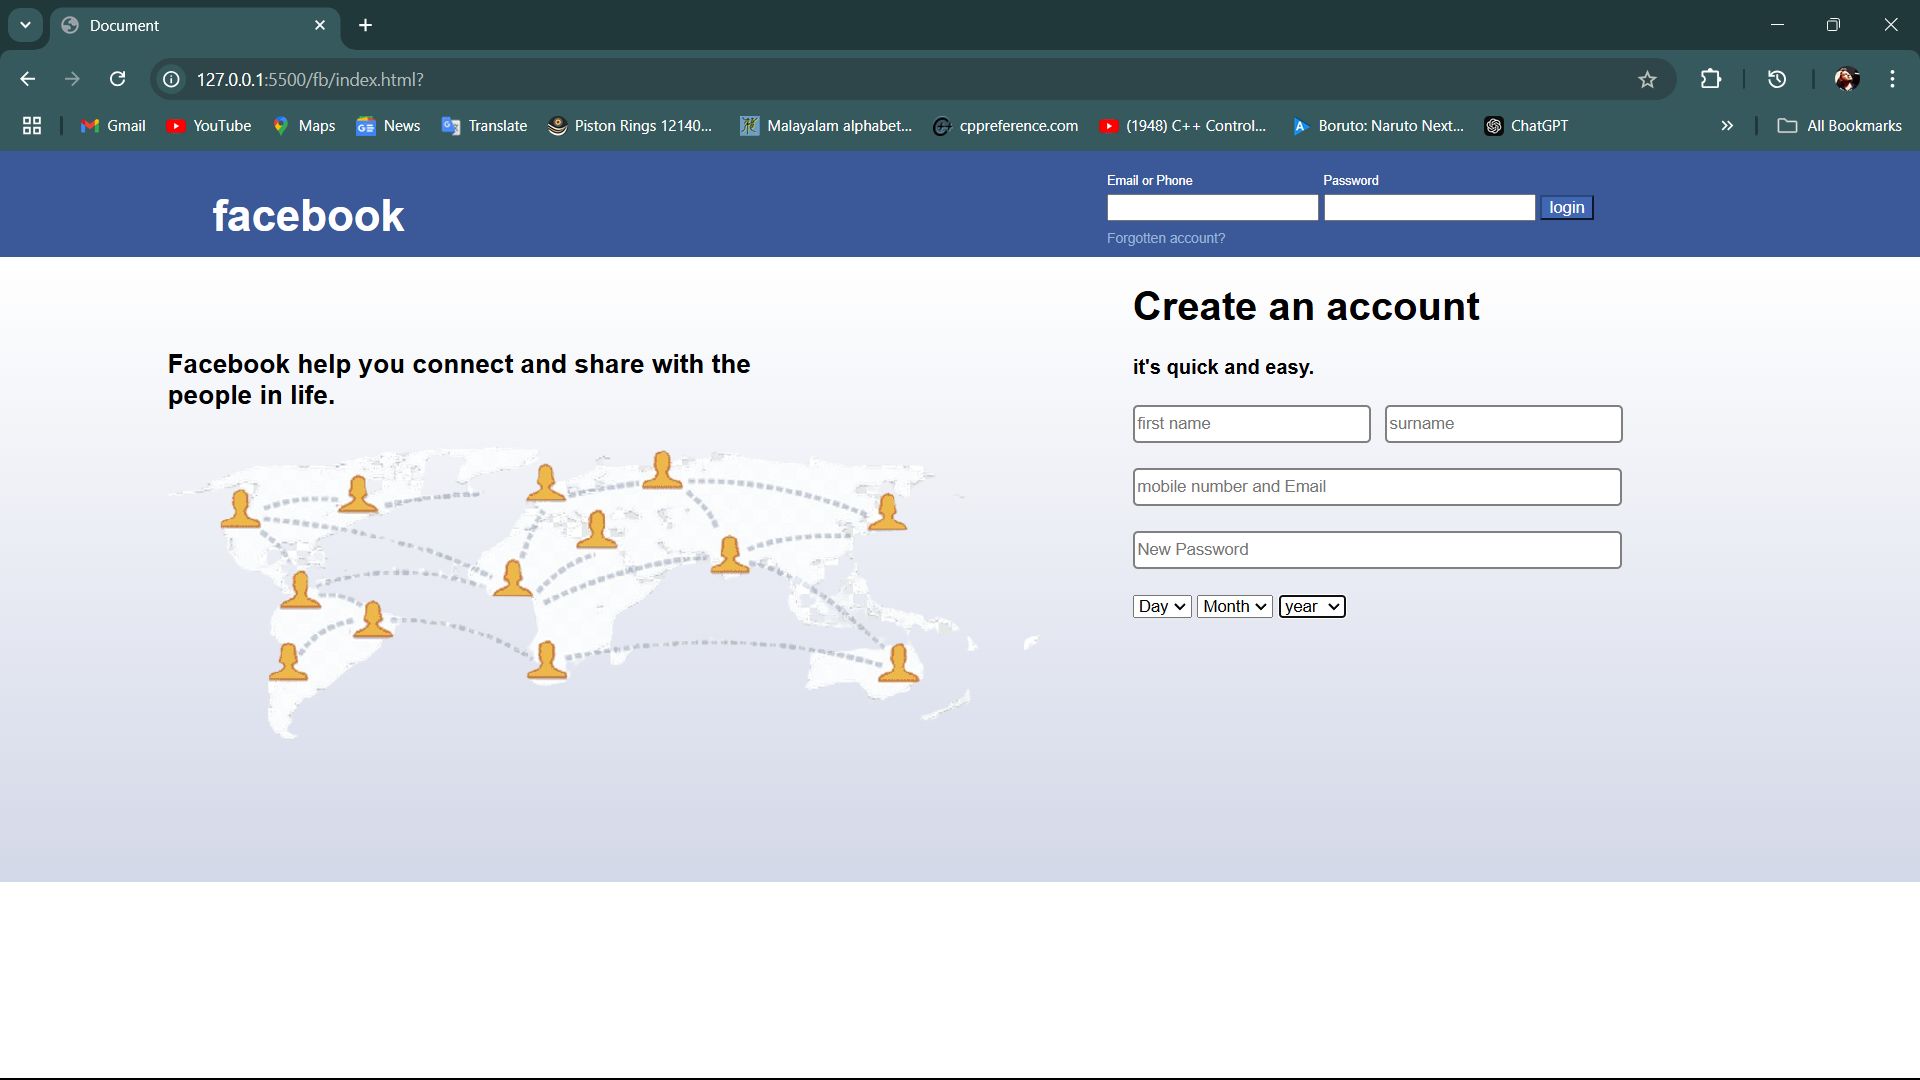 Document
127.0.0.1:5500/fb/index.html?
Gmail YouTube Maps News Translate Piston Rings 12140... Malayalam alphabet... cppreference.com (1948) C++ Control... Boruto: Naruto Next... ChatGPT » All Bookmarks
facebook
Email or Phone Password
login
Forgotten account?
Facebook help you connect and share with the
people in life.
Create an account
it's quick and easy.
first name surname
mobile number and Email
New Password
Day Month year